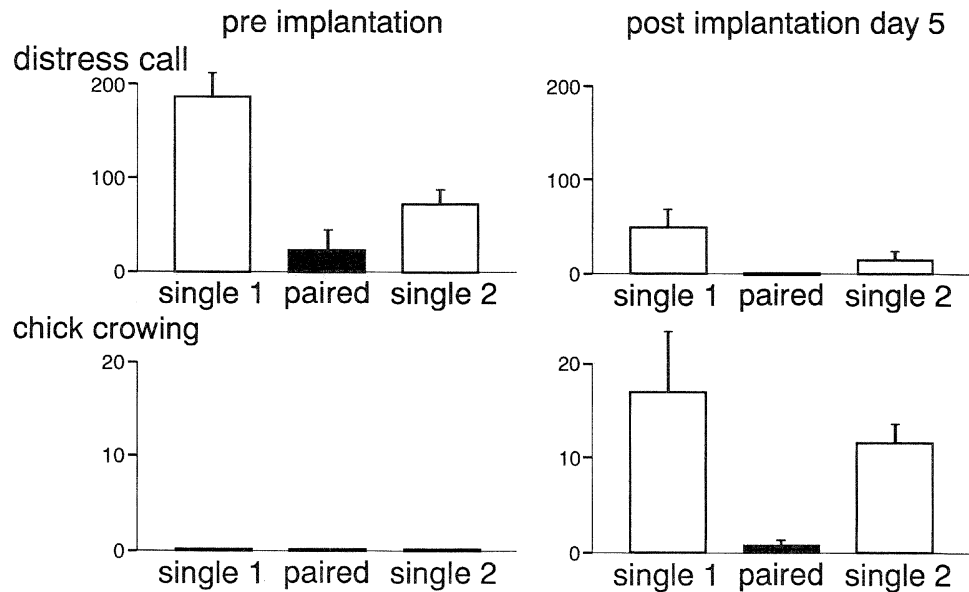 pre implantation
post implantation day 5
distress call
200
100
0
single 1 paired single 2
200
100
0
single 1 paired single 2
chick crowing
20
10
0
single 1 paired single 2
20
10
0
single 1 paired single 2